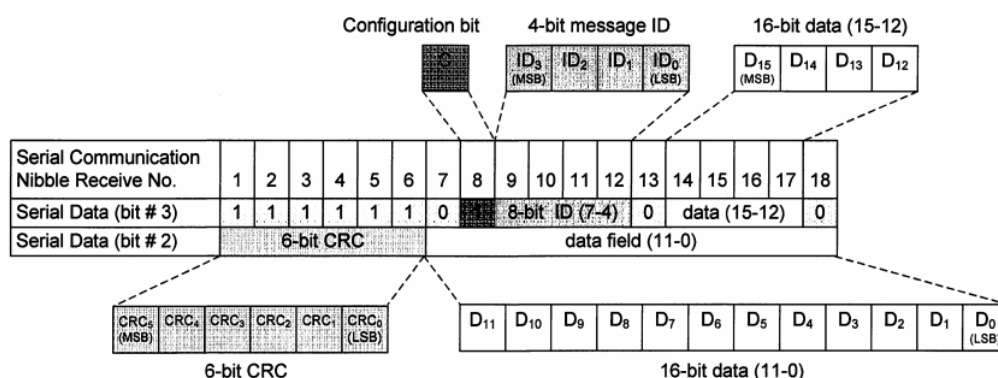 Configuration bit 4-bit message ID 16-bit data (15-12)
C ID₃ (MSB) ID₂ ID₁ ID₀ (LSB) D₁₅ (MSB) D₁₄ D₁₃ D₁₂
Serial Communication Nibble Receive No. 1 2 3 4 5 6 7 8 9 10 11 12 13 14 15 16 17 18
Serial Data (bit # 3) 1 1 1 1 1 1 0 1 8-bit ID (7-4) 0 data (15-12) 0
Serial Data (bit # 2) 6-bit CRC data field (11-0)
CRC₅ (MSB) CRC₄ CRC₃ CRC₂ CRC₁ CRC₀ (LSB) D₁₁ D₁₀ D₉ D₈ D₇ D₆ D₅ D₄ D₃ D₂ D₁ D₀ (LSB)
6-bit CRC 16-bit data (11-0)